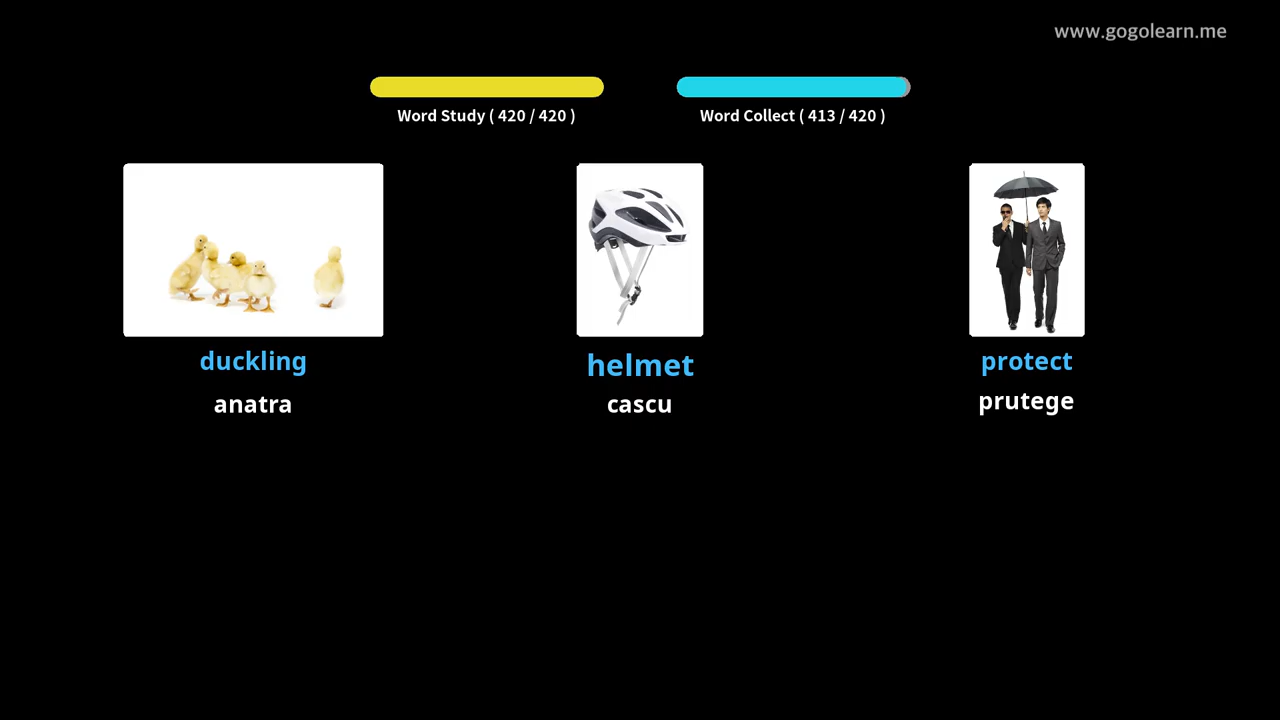 www.gogolearn.me
Word Study ( 420 / 420 )
Word Collect ( 413 / 420 )
duckling
helmet
protect
anatra
cascu
prutege